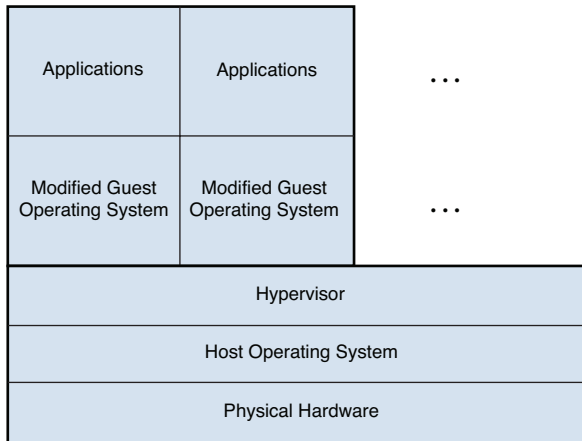 Applications
Applications
...
Modified Guest
Operating System
Modified Guest
Operating System
...
Hypervisor
Host Operating System
Physical Hardware